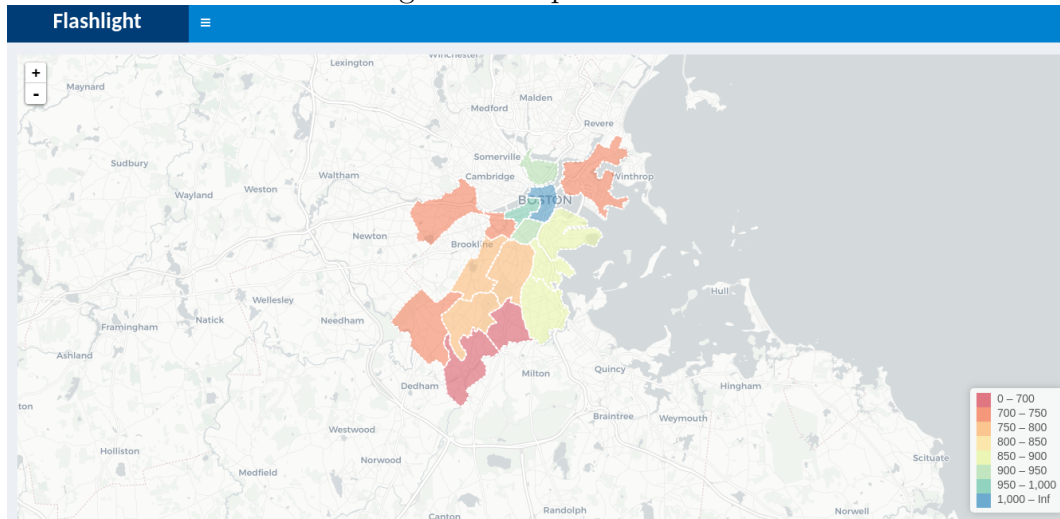 Flashlight ≡
+
-
Lexington
Winchester
Maynard
Malden
Medford
Revere
Sudbury
Somerville
Waltham
Cambridge
Winthrop
Weston
Wayland
BOSTON
Newton
Brookline
Hull
Wellesley
Needham
Natick
Framingham
Ashland
Quincy
Milton
Dedham
Hingham
ton
Braintree
Weymouth
Westwood
Holliston
Norwood
Scituate
Medfield
Randolph
Norwell
Canton
0 – 700
700 – 750
750 – 800
800 – 850
850 – 900
900 – 950
950 – 1,000
1,000 – Inf